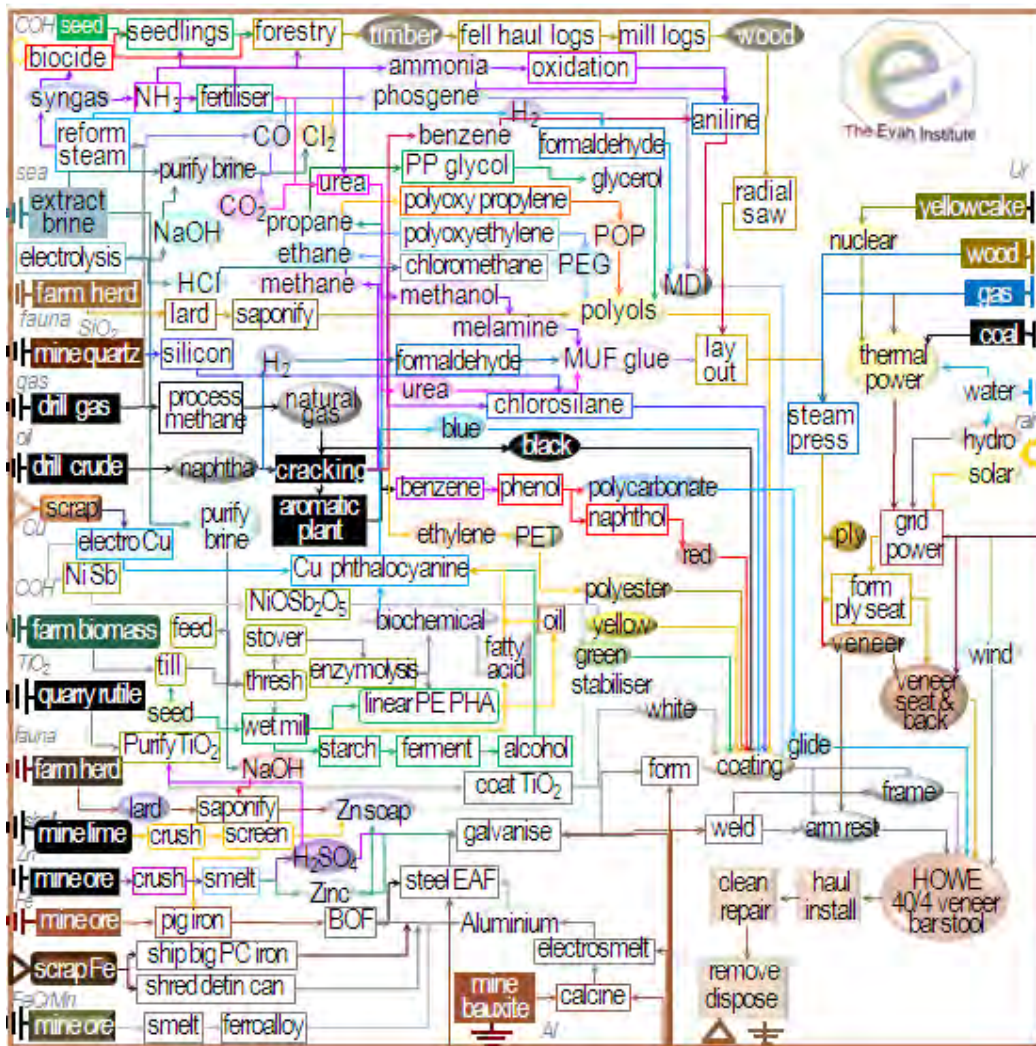 COH seed seedlings forestry timber fell haul logs mill logs wood
biocide ammonia oxidation
syngas NH3 fertiliser phosgene H2 aniline
The Evah Institute
reform steam CO Cl2 benzene formaldehyde
sea purify brine urea PP glycol glycerol radial saw
extract brine CO2 propane polyoxy propylene POP yellowcake
NaOH nuclear
electrolysis ethane polyoxyethylene PEG wood
HCl methane chloromethane MDI gas
farm herd lard saponify methanol polyols
fauna SiO2 melamine coal
mine quartz silicon H2 formaldehyde MUF glue lay out thermal power
gas urea water
drill gas process methane natural gas chlorosilane steam press
oil blue black hydro
drill crude naphtha cracking solar
scrap purify brine aromatic plant benzene phenol polycarbonate
Cu naphthol grid power
electro Cu ethylene PET red ply
Ni Sb Cu phthalocyanine form ply seat
COH NiOSb2O5 biochemical polyester
farm biomass feed stover oil yellow veneer wind
TiO2 till enzymolysis fatty acid green
quarry rutile thresh stabiliser veneer seat & back
seed wet mill linear PE PHA white
fauna Purify TiO2 starch ferment alcohol glide
farm herd NaOH coat TiO2 form coating
lard saponify Zn soap frame
mine lime crush screen galvanise weld arm rest
Zn H2SO4
mine ore crush smelt Zinc steel EAF clean repair haul install HOWE 40/4 veneer bar stool
Fe
mine ore pig iron BOF Aluminium
ship big PC iron electrosmelt
scrap Fe shred detin can remove dispose
FeCrMn mine bauxite calcine
mine ore smelt ferroalloy Al